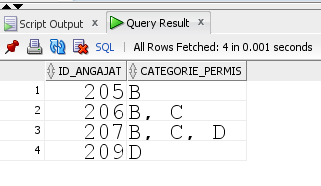 Script Output Query Result
SQL All Rows Fetched: 4 in 0.001 seconds
ID_ANGAJAT CATEGORIE_PERMIS
1 205 B
2 206 B, C
3 207 B, C, D
4 209 D